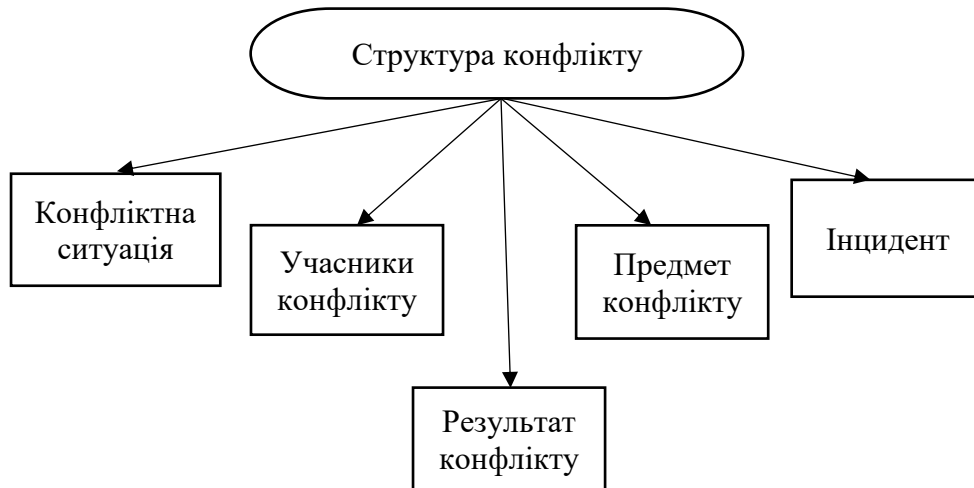 Структура конфлікту
Конфліктна
ситуація
Учасники
конфлікту
Предмет
конфлікту
Інцидент
Результат
конфлікту